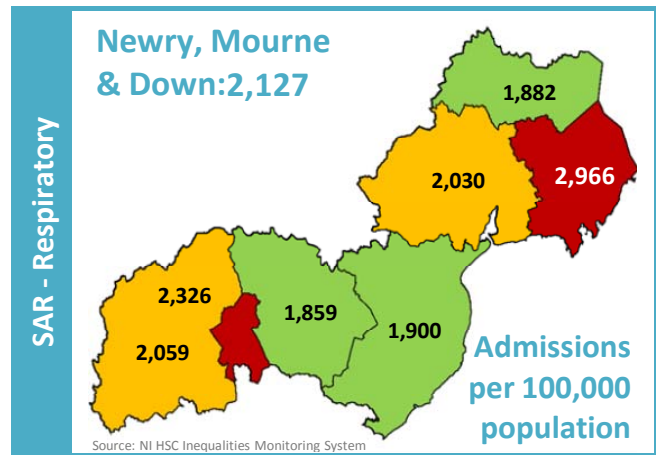 SAR - Respiratory
Newry, Mourne
& Down:2,127
1,882
2,030
2,966
2,326
1,859
1,900
2,059
Admissions
per 100,000
population
Source: NI HSC Inequalities Monitoring System